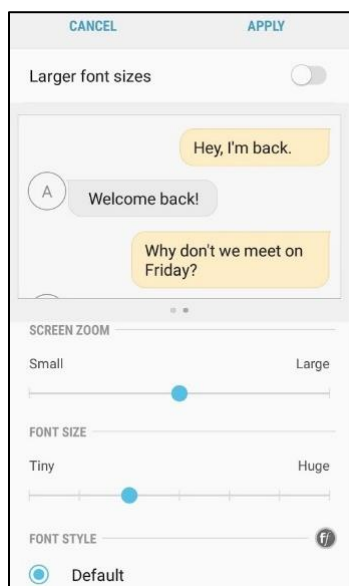 CANCEL APPLY
Larger font sizes
Hey, I'm back.
A
Welcome back!
Why don't we meet on
Friday?
SCREEN ZOOM
Small Large
FONT SIZE
Tiny Huge
FONT STYLE f/
Default